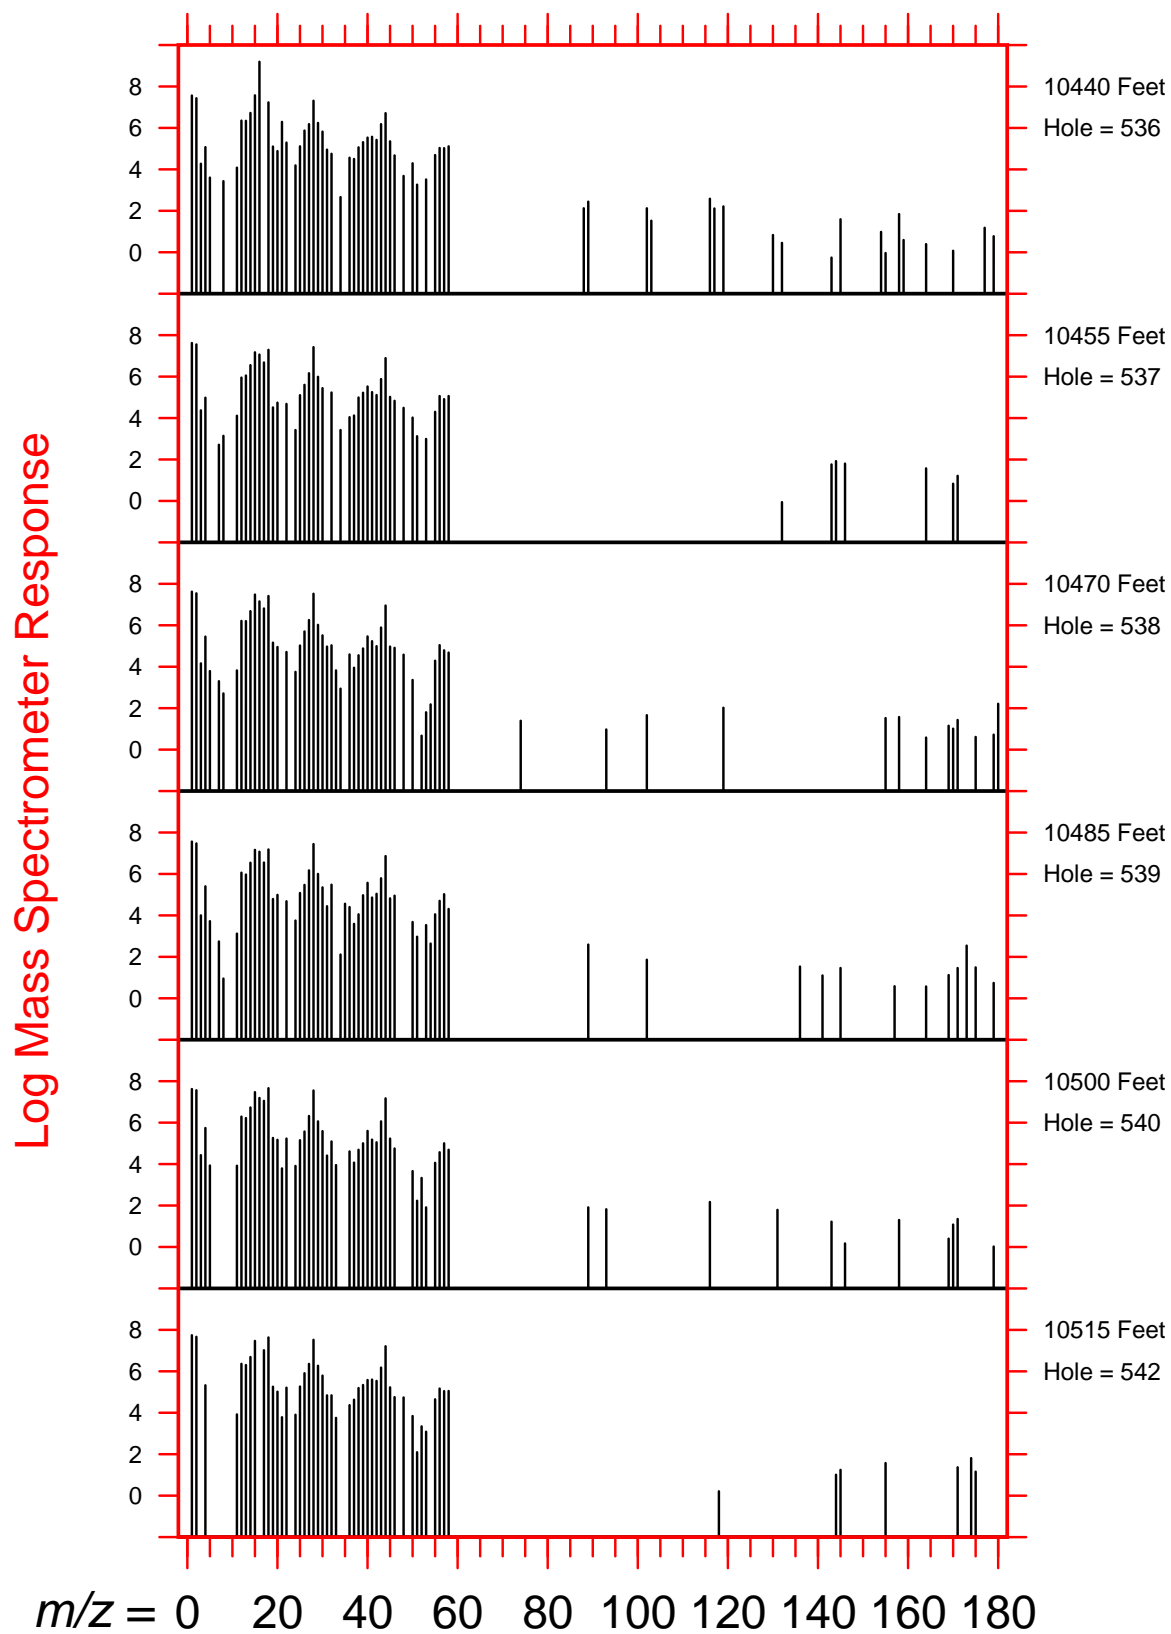 Log Mass Spectrometer Response
8
6
4
2
0
10440 Feet
Hole = 536
8
6
4
2
0
10455 Feet
Hole = 537
8
6
4
2
0
10470 Feet
Hole = 538
8
6
4
2
0
10485 Feet
Hole = 539
8
6
4
2
0
10500 Feet
Hole = 540
8
6
4
2
0
10515 Feet
Hole = 542
m/z = 0 20 40 60 80 100 120 140 160 180